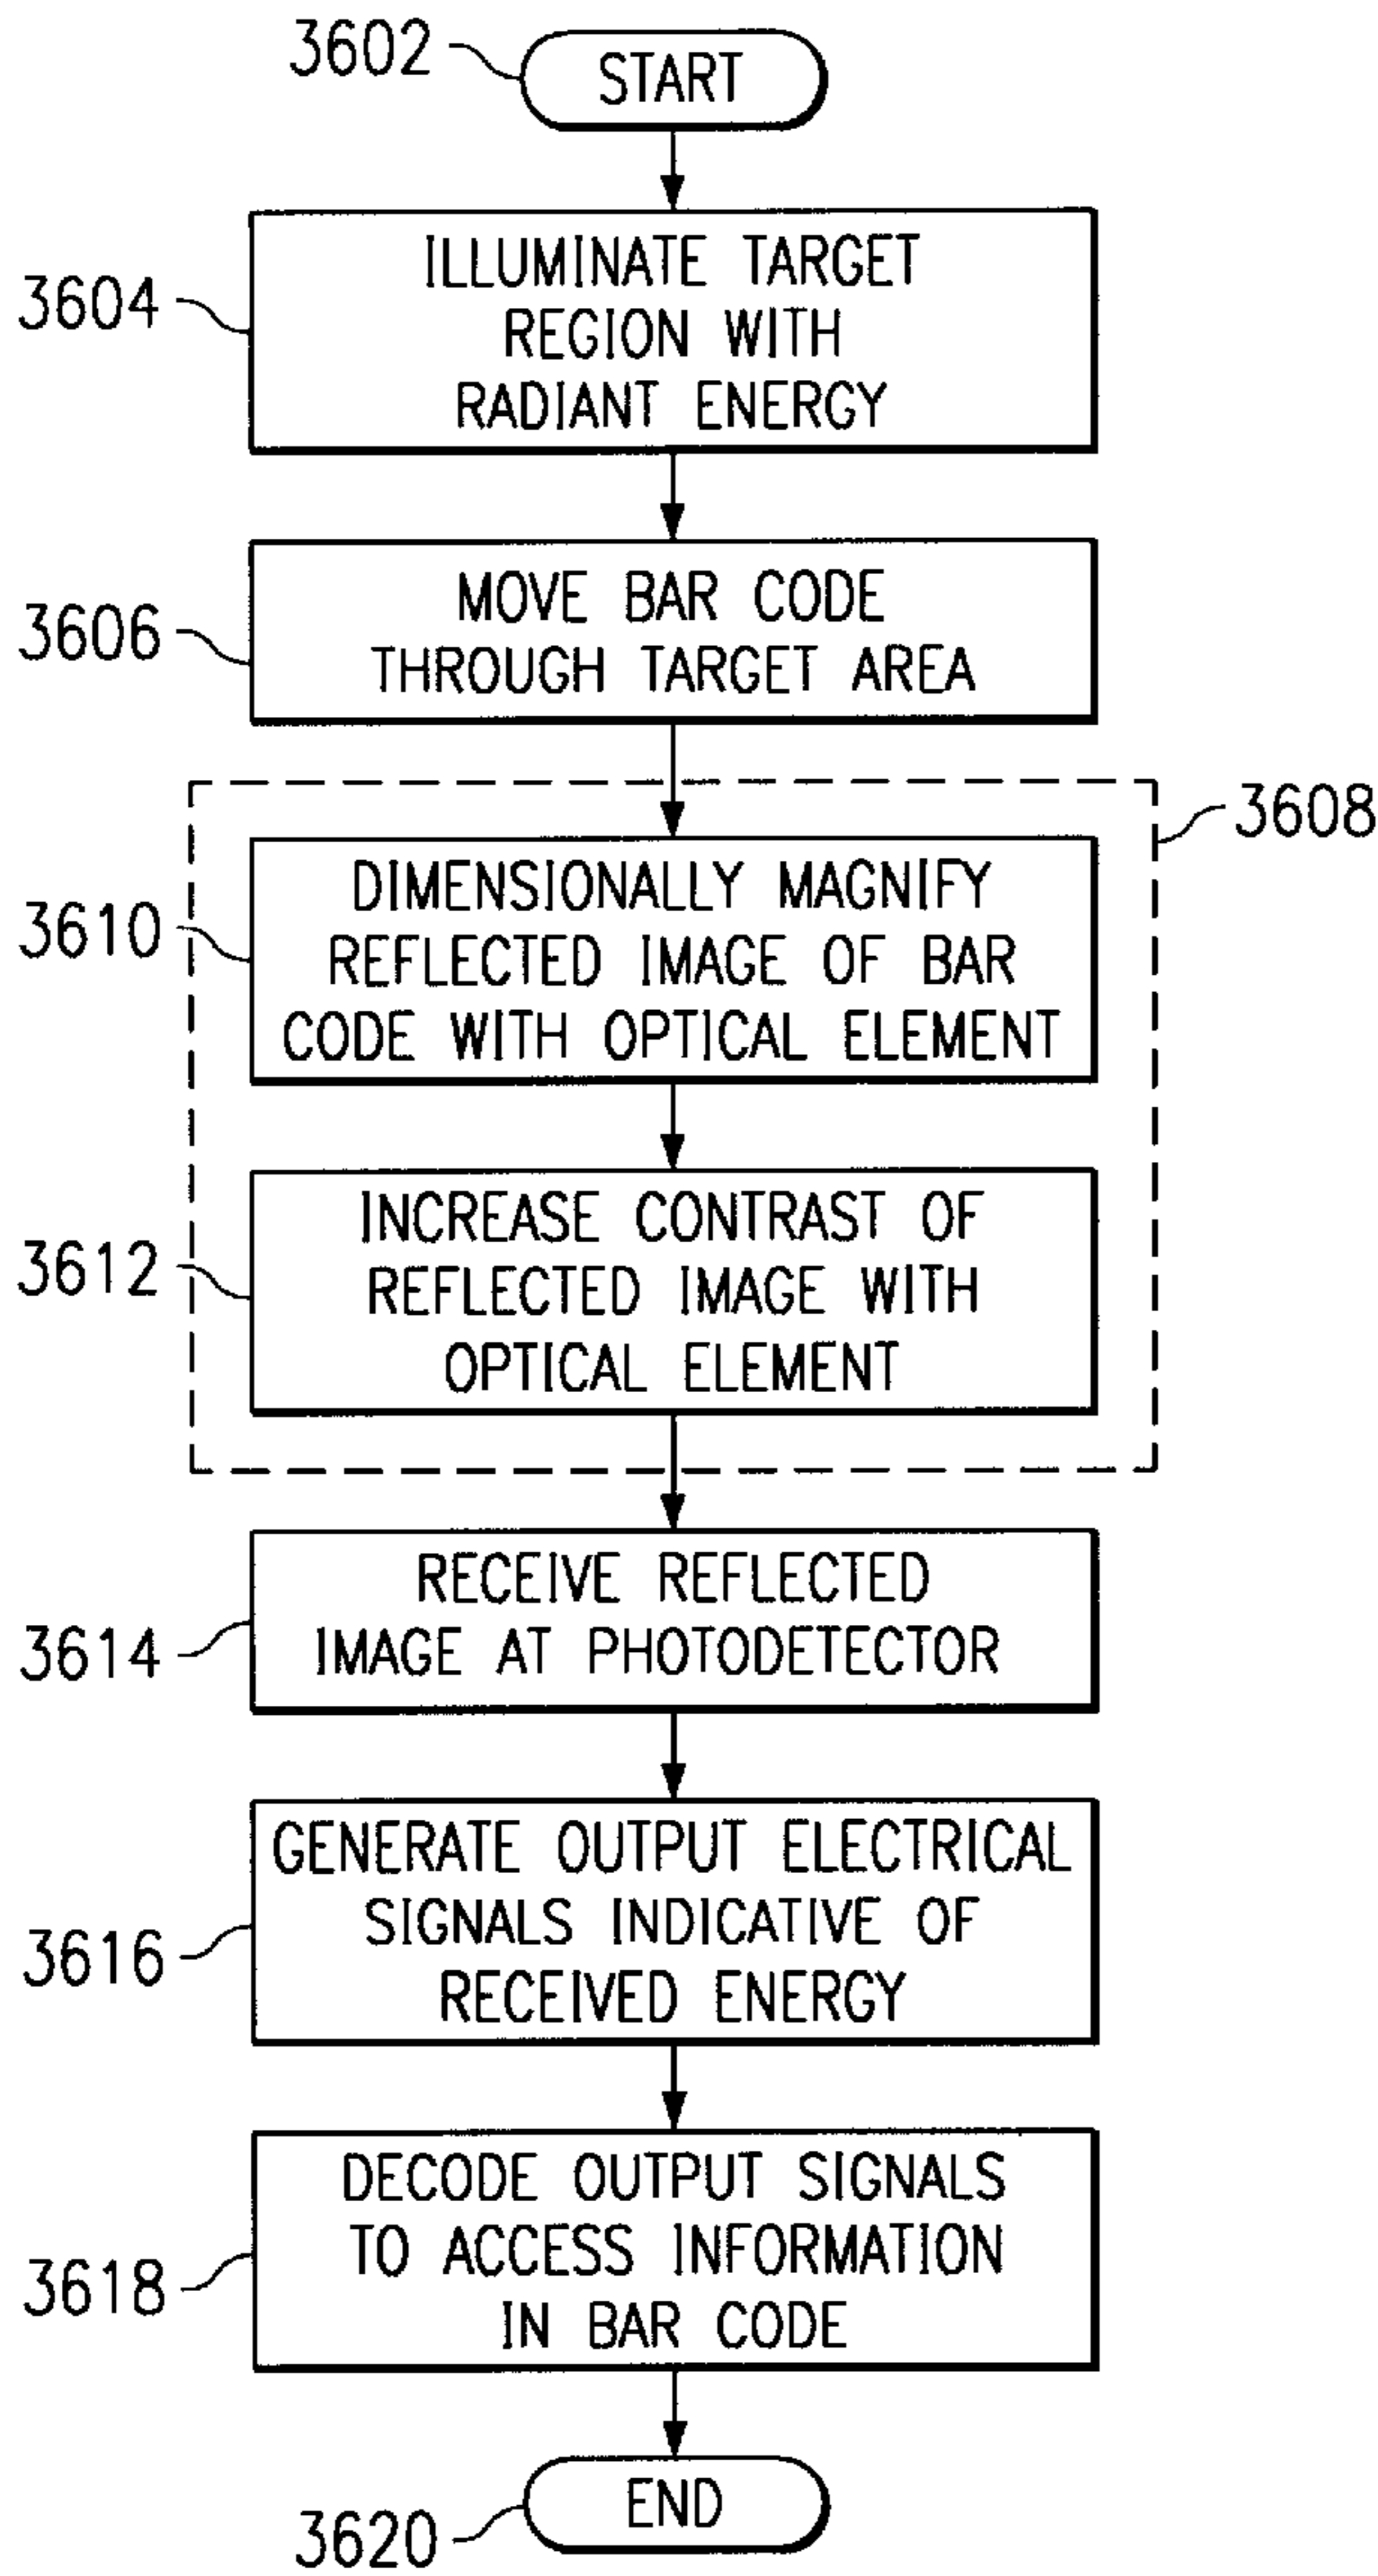 3602
START
3604
ILLUMINATE TARGET
REGION WITH
RADIANT ENERGY
3606
MOVE BAR CODE
THROUGH TARGET AREA
3608
3610
DIMENSIONALLY MAGNIFY
REFLECTED IMAGE OF BAR
CODE WITH OPTICAL ELEMENT
3612
INCREASE CONTRAST OF
REFLECTED IMAGE WITH
OPTICAL ELEMENT
3614
RECEIVE REFLECTED
IMAGE AT PHOTODETECTOR
3616
GENERATE OUTPUT ELECTRICAL
SIGNALS INDICATIVE OF
RECEIVED ENERGY
3618
DECODE OUTPUT SIGNALS
TO ACCESS INFORMATION
IN BAR CODE
3620
END